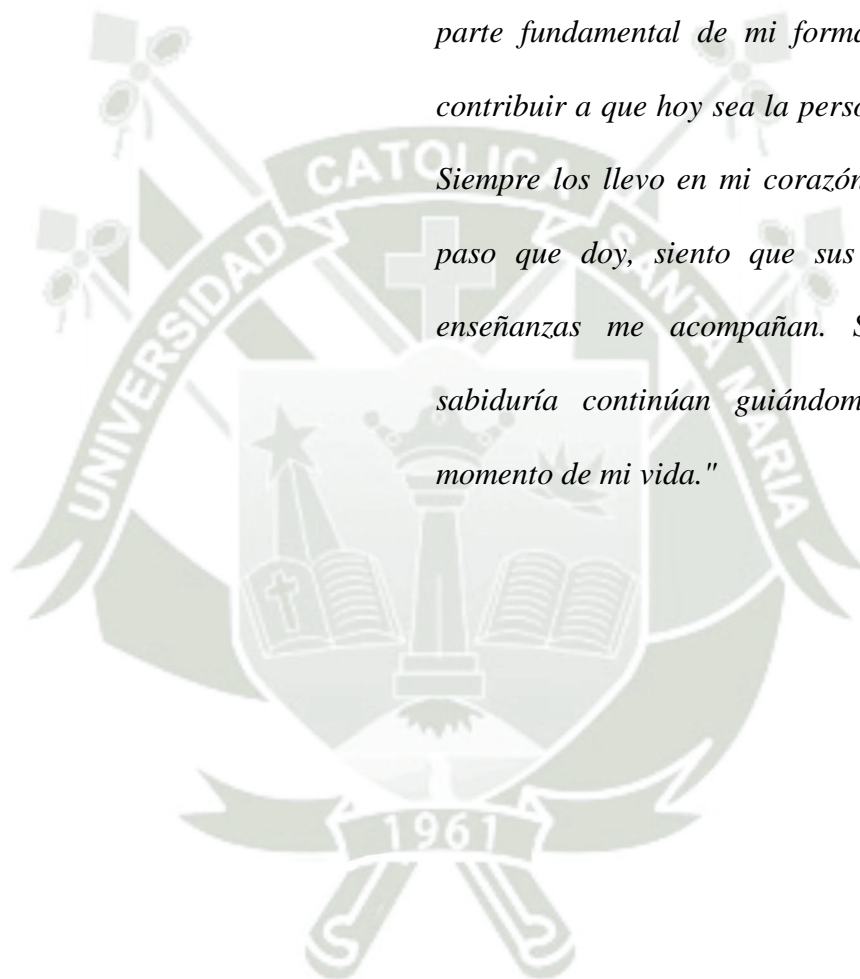 parte fundamental de mi forma
contribuir a que hoy sea la perso
Siempre los llevo en mi corazón
paso que doy, siento que sus
enseñanzas me acompañan. S
sabiduría continúan guiándom
momento de mi vida."
UNIVERSIDAD CATOLICA SANTA MARIA
1961